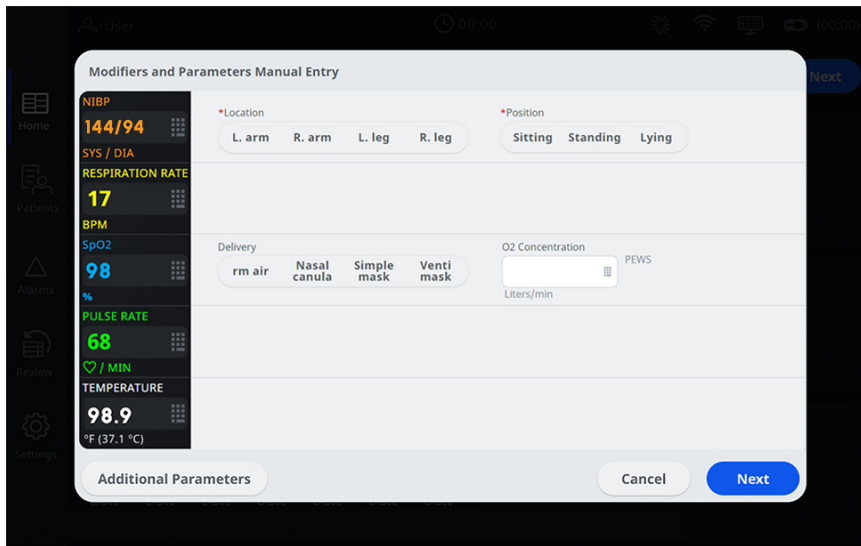 User
00:00
(00:00)
Modifiers and Parameters Manual Entry
Next
Home
Patients
Alarms
Review
Settings
NIBP
144/94
SYS / DIA
*Location
L. arm R. arm L. leg R. leg
*Position
Sitting Standing Lying
RESPIRATION RATE
17
BPM
SpO2
98
%
Delivery
rm air Nasal canula Simple mask Venti mask
O2 Concentration
PEWS
Liters/min
PULSE RATE
68
/ MIN
TEMPERATURE
98.9
°F (37.1 °C)
Additional Parameters
Cancel
Next